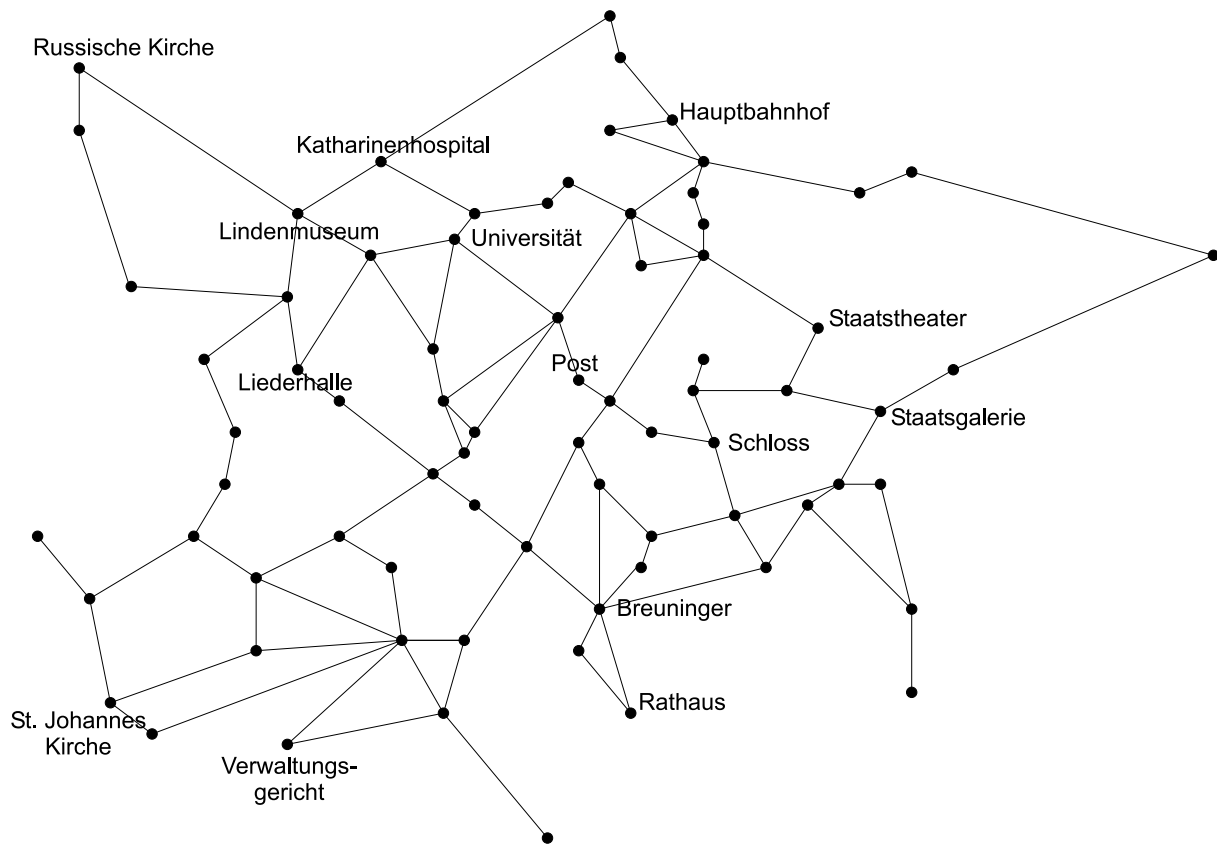 Russische Kirche
Hauptbahnhof
Katharinenhospital
Lindenmuseum
Universität
Staatstheater
Post
Liederhalle
Staatsgalerie
Schloss
Breuninger
Rathaus
St. Johannes
Kirche
Verwaltungs-
gericht